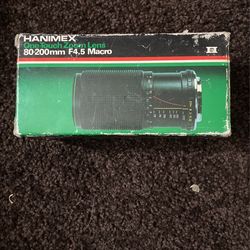 HANIMEX
One-Touch Zoom Lens
80-200mm F4.5 Macro
H